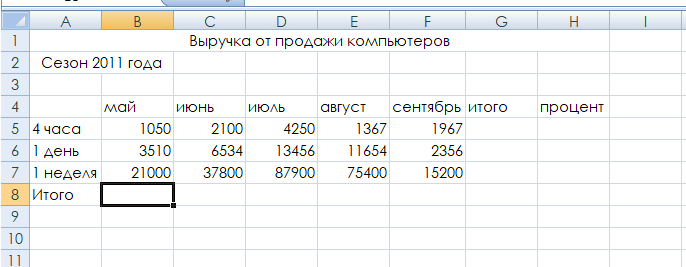 A B C D E F G H I
1 Выручка от продажи компьютеров
2 Сезон 2011 года
3
4 май июнь июль август сентябрь итого процент
5 4 часа 1050 2100 4250 1367 1967
6 1 день 3510 6534 13456 11654 2356
7 1 неделя 21000 37800 87900 75400 15200
8 Итого
9
10
11